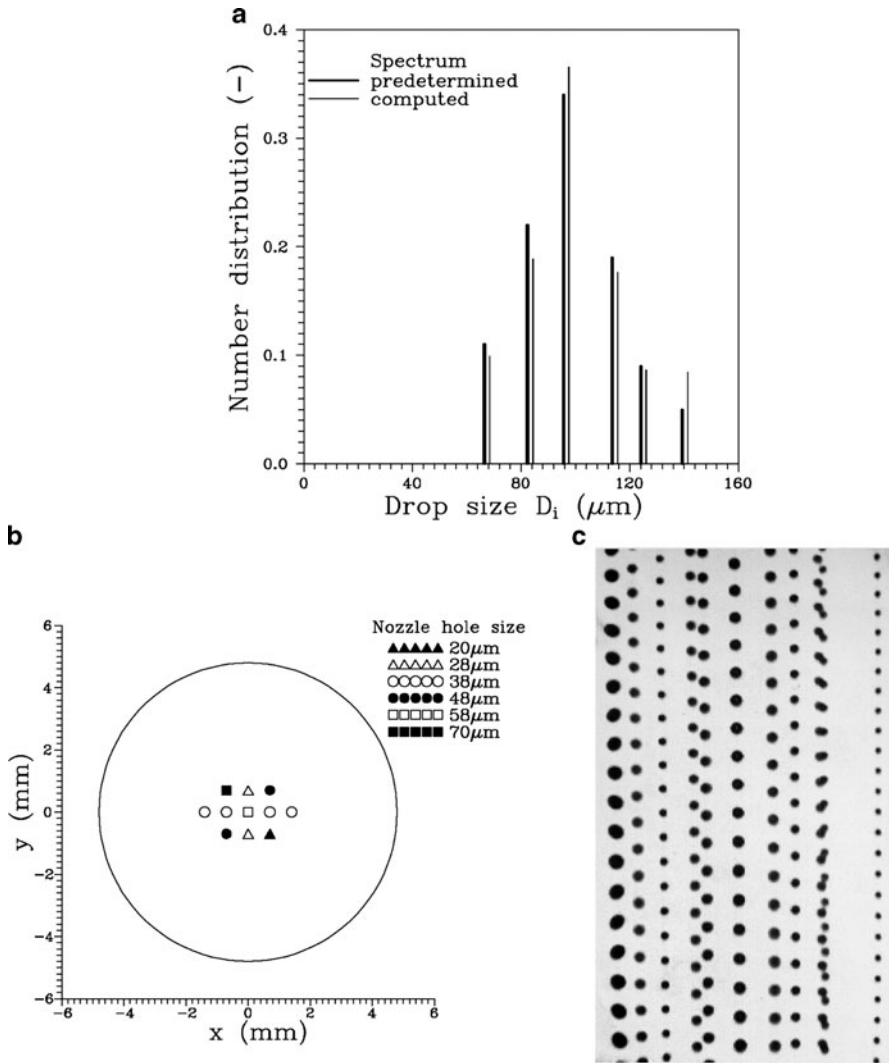 a
Number distribution (-)
0.4
0.3
0.2
0.1
0.0
Spectrum
predetermined
computed
0
40
80
120
160
Drop size Di (μm)
b
6
4
2
0
-2
-4
-6
y (mm)
-6
-4
-2
0
2
4
6
x (mm)
Nozzle hole size
20μm
28μm
38μm
48μm
58μm
70μm
c